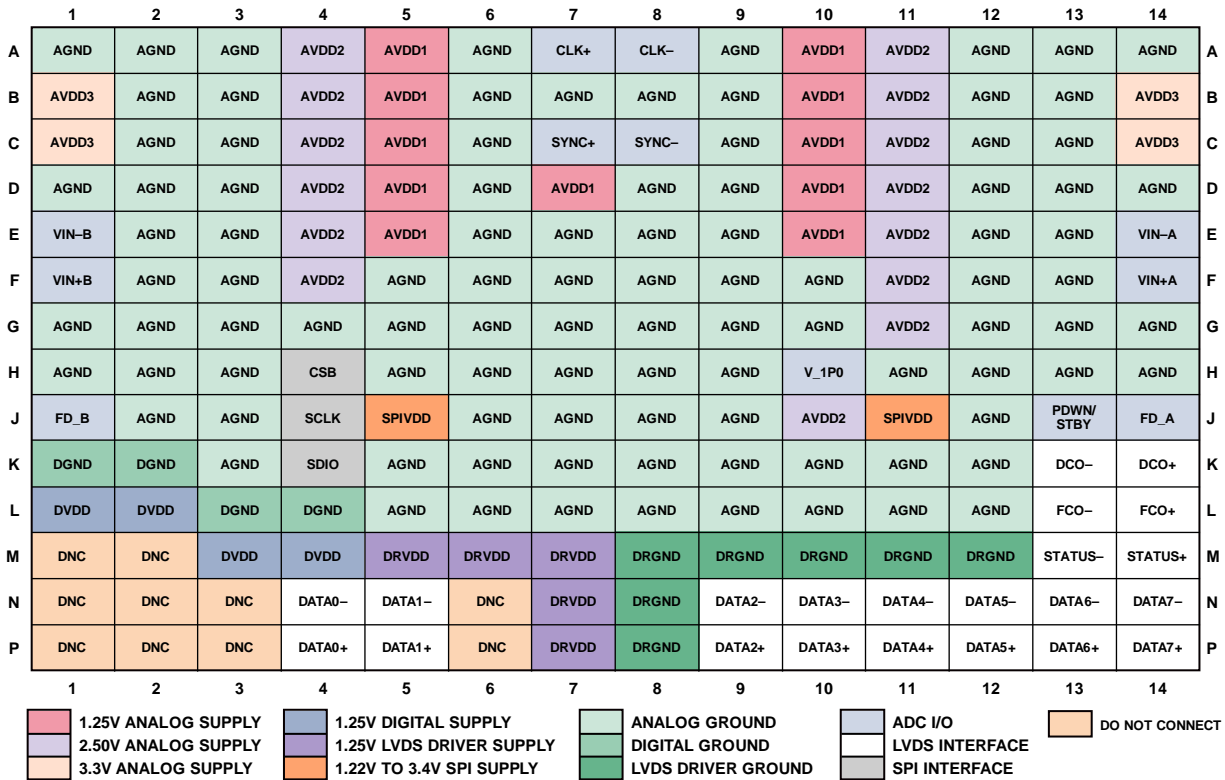 1 2 3 4 5 6 7 8 9 10 11 12 13 14
A AGND AGND AGND AVDD2 AVDD1 AGND CLK+ CLK– AGND AVDD1 AVDD2 AGND AGND AGND A
B AVDD3 AGND AGND AVDD2 AVDD1 AGND AGND AGND AGND AVDD1 AVDD2 AGND AGND AVDD3 B
C AVDD3 AGND AGND AVDD2 AVDD1 AGND SYNC+ SYNC– AGND AVDD1 AVDD2 AGND AGND AVDD3 C
D AGND AGND AGND AVDD2 AVDD1 AGND AVDD1 AGND AGND AVDD1 AVDD2 AGND AGND AGND D
E VIN–B AGND AGND AVDD2 AVDD1 AGND AGND AGND AGND AVDD1 AVDD2 AGND AGND VIN–A E
F VIN+B AGND AGND AVDD2 AGND AGND AGND AGND AGND AGND AVDD2 AGND AGND VIN+A F
G AGND AGND AGND AGND AGND AGND AGND AGND AGND AGND AVDD2 AGND AGND AGND G
H AGND AGND AGND CSB AGND AGND AGND AGND AGND V_1P0 AGND AGND AGND AGND H
J FD_B AGND AGND SCLK SPIVDD AGND AGND AGND AGND AVDD2 SPIVDD AGND PDWN/ STBY FD_A J
K DGND DGND AGND SDIO AGND AGND AGND AGND AGND AGND AGND AGND DCO– DCO+ K
L DVDD DVDD DGND DGND AGND AGND AGND AGND AGND AGND AGND AGND FCO– FCO+ L
M DNC DNC DVDD DVDD DRVDD DRVDD DRVDD DRGND DRGND DRGND DRGND DRGND STATUS– STATUS+ M
N DNC DNC DNC DATA0– DATA1– DNC DRVDD DRGND DATA2– DATA3– DATA4– DATA5– DATA6– DATA7– N
P DNC DNC DNC DATA0+ DATA1+ DNC DRVDD DRGND DATA2+ DATA3+ DATA4+ DATA5+ DATA6+ DATA7+ P
1 2 3 4 5 6 7 8 9 10 11 12 13 14
1.25V ANALOG SUPPLY 1.25V DIGITAL SUPPLY ANALOG GROUND ADC I/O DO NOT CONNECT
2.50V ANALOG SUPPLY 1.25V LVDS DRIVER SUPPLY DIGITAL GROUND LVDS INTERFACE
3.3V ANALOG SUPPLY 1.22V TO 3.4V SPI SUPPLY LVDS DRIVER GROUND SPI INTERFACE